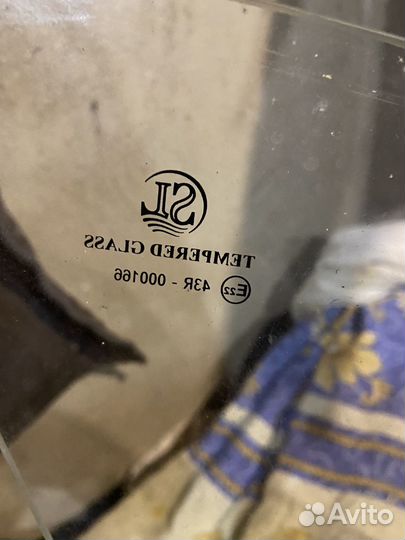 SL
TEMPERED GLASS
E22 43R - 000166
Avito